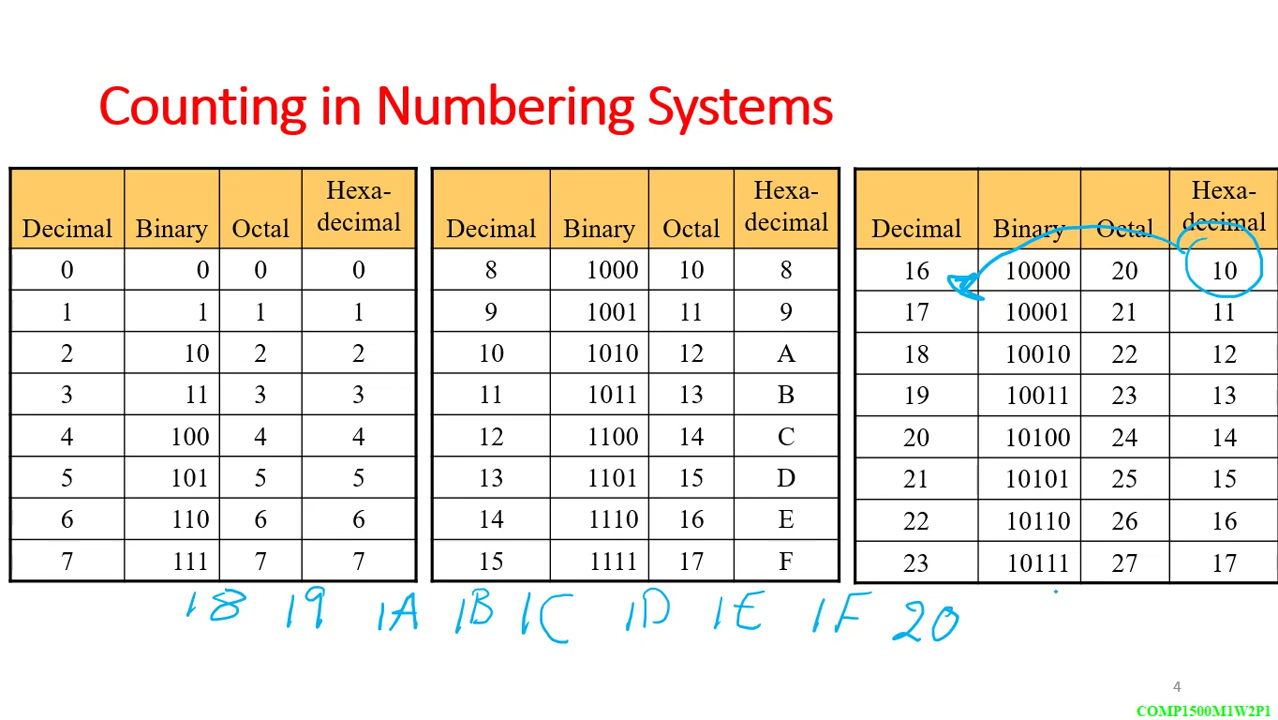 Counting in Numbering Systems
Decimal Binary Octal Hexa-decimal Decimal Binary Octal Hexa-decimal Decimal Binary Octal Hexa-decimal
0 0 0 0 8 1000 10 8 16 10000 20 10
1 1 1 1 9 1001 11 9 17 10001 21 11
2 10 2 2 10 1010 12 A 18 10010 22 12
3 11 3 3 11 1011 13 B 19 10011 23 13
4 100 4 4 12 1100 14 C 20 10100 24 14
5 101 5 5 13 1101 15 D 21 10101 25 15
6 110 6 6 14 1110 16 E 22 10110 26 16
7 111 7 7 15 1111 17 F 23 10111 27 17
18 19 1A 1B 1C 1D 1E 1F 20
4
COMP1500M1W2P1